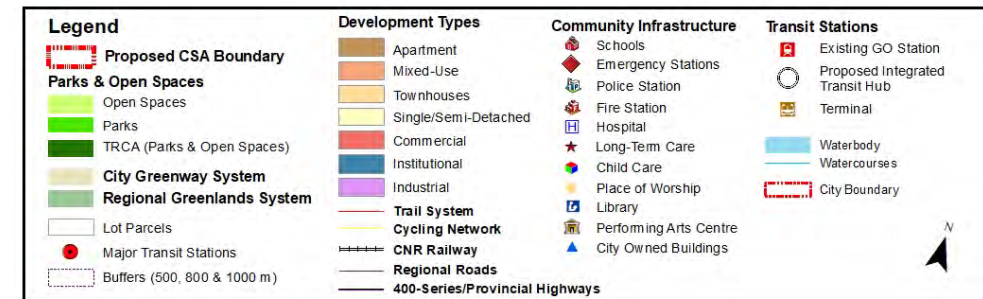 Legend
Proposed CSA Boundary
Parks & Open Spaces
Open Spaces
Parks
TRCA (Parks & Open Spaces)
City Greenway System
Regional Greenlands System
Lot Parcels
Major Transit Stations
Buffers (500, 800 & 1000 m)
Development Types
Apartment
Mixed-Use
Townhouses
Single/Semi-Detached
Commercial
Institutional
Industrial
Trail System
Cycling Network
CNR Railway
Regional Roads
400-Series/Provincial Highways
Community Infrastructure
Schools
Emergency Stations
Police Station
Fire Station
H Hospital
Long-Term Care
Child Care
Place of Worship
Library
Performing Arts Centre
City Owned Buildings
Transit Stations
Existing GO Station
Proposed Integrated
Transit Hub
Terminal
Waterbody
Watercourses
City Boundary
N